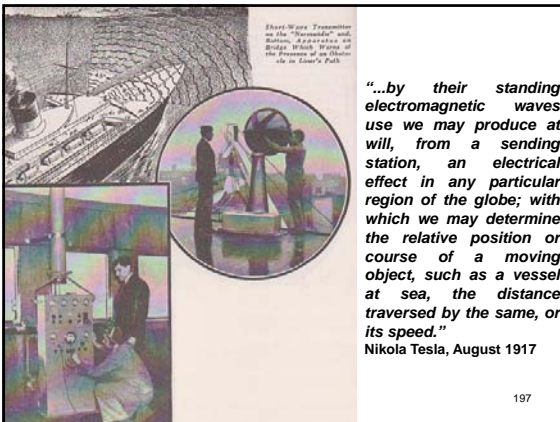 Short-Wave Transmitter
on the "Normandie" and,
Bottom, Apparatus on
Bridge Which Warns of
the Presence of an Obsta-
cle in Liner's Path
"...by their standing
electromagnetic waves
use we may produce at
will, from a sending
station, an electrical
effect in any particular
region of the globe; with
which we may determine
the relative position or
course of a moving
object, such as a vessel
at sea, the distance
traversed by the same, or
its speed."
Nikola Tesla, August 1917
197